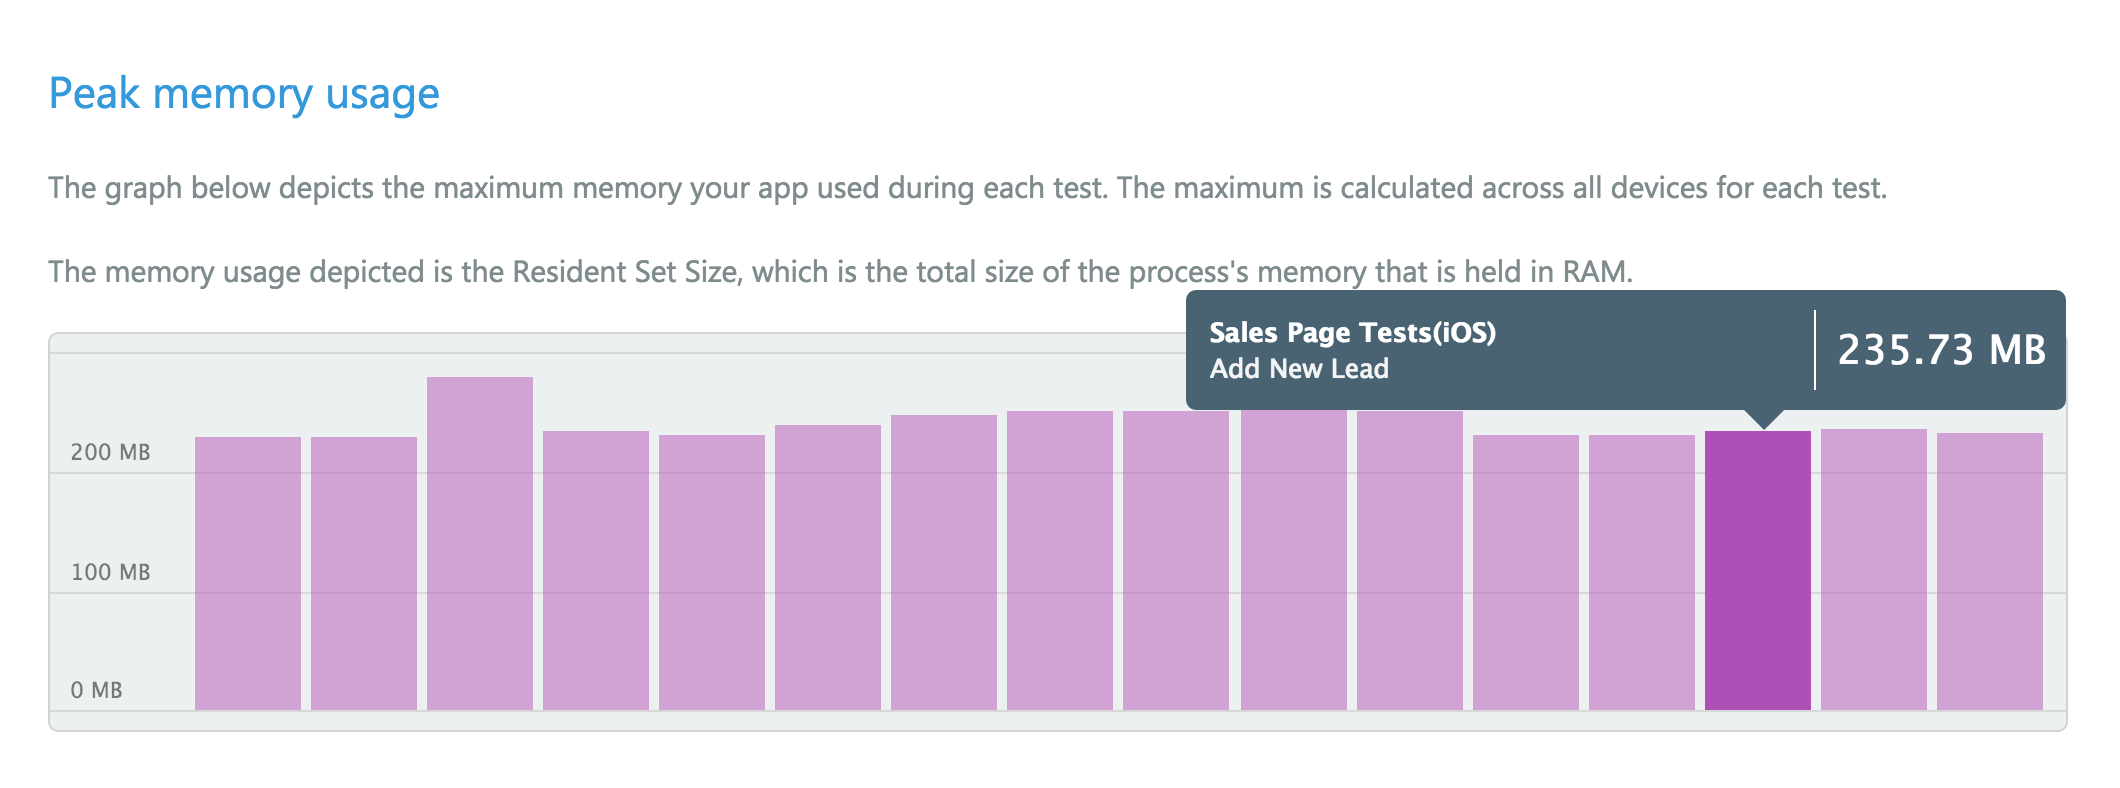 Peak memory usage
The graph below depicts the maximum memory your app used during each test. The maximum is calculated across all devices for each test.
The memory usage depicted is the Resident Set Size, which is the total size of the process's memory that is held in RAM.
Sales Page Tests(iOS)
Add New Lead
235.73 MB
200 MB
100 MB
0 MB